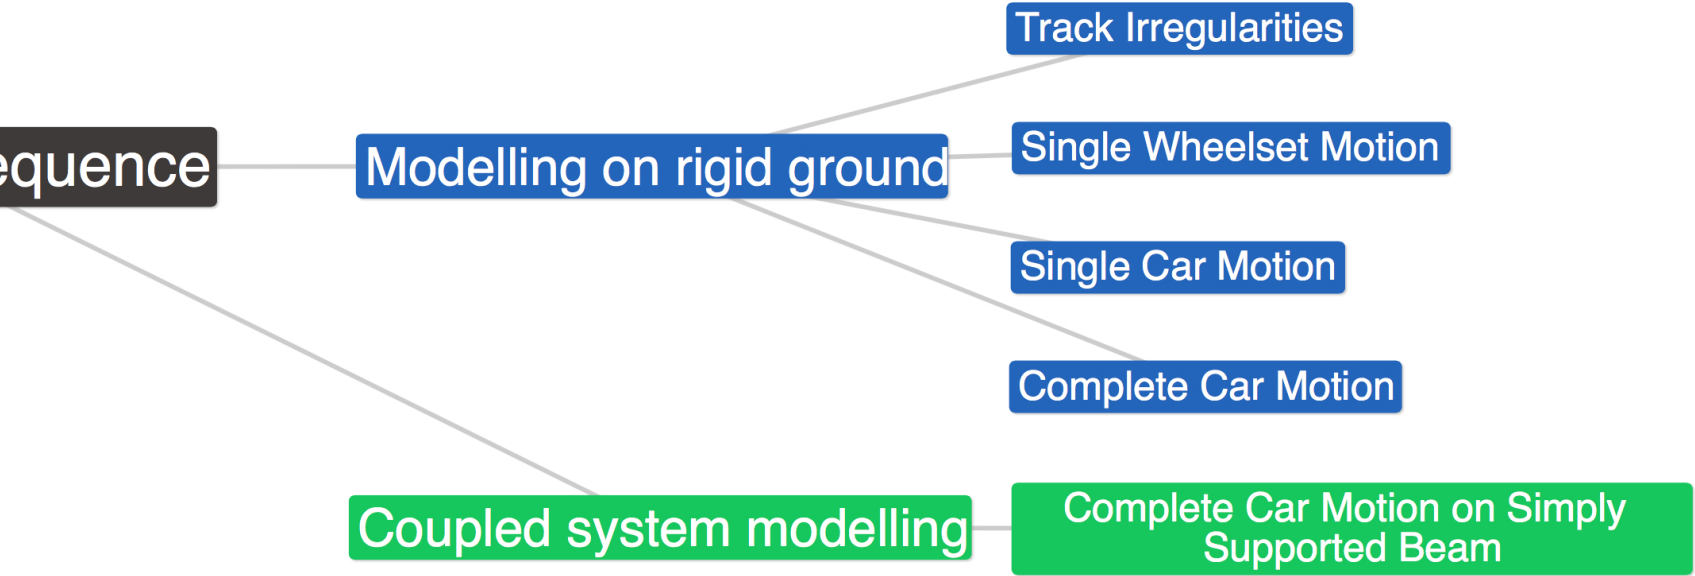 Track Irregularities
Single Wheelset Motion
equence
Modelling on rigid ground
Single Car Motion
Complete Car Motion
Coupled system modelling
Complete Car Motion on Simply
Supported Beam